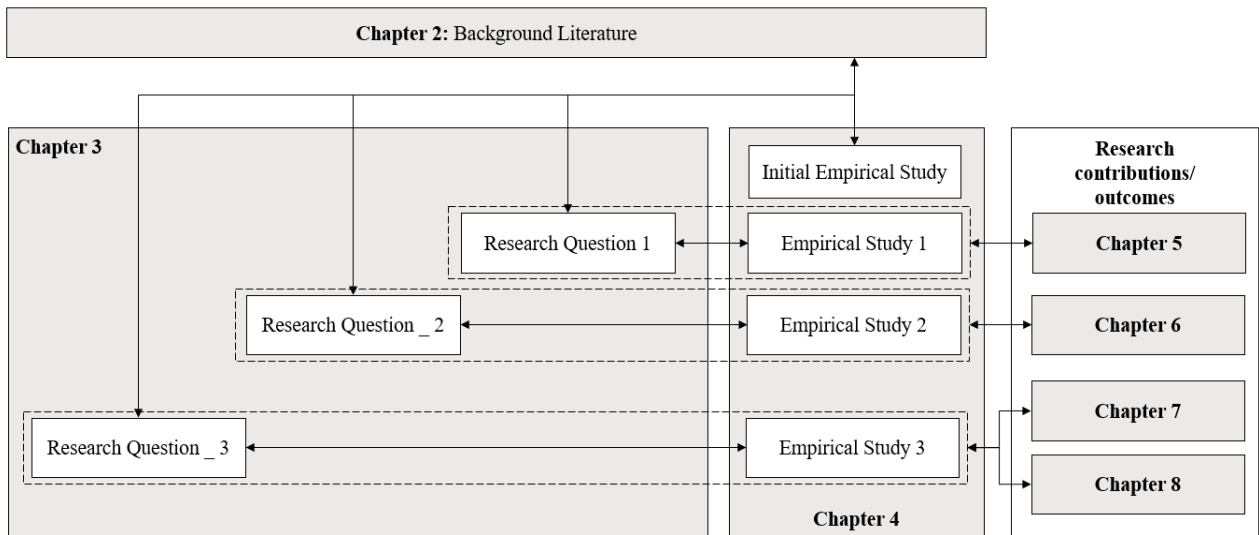 Chapter 2: Background Literature
Chapter 3
Initial Empirical Study
Research
contributions/
outcomes
Research Question 1
Empirical Study 1
Chapter 5
Research Question _ 2
Empirical Study 2
Chapter 6
Chapter 7
Research Question _ 3
Empirical Study 3
Chapter 8
Chapter 4